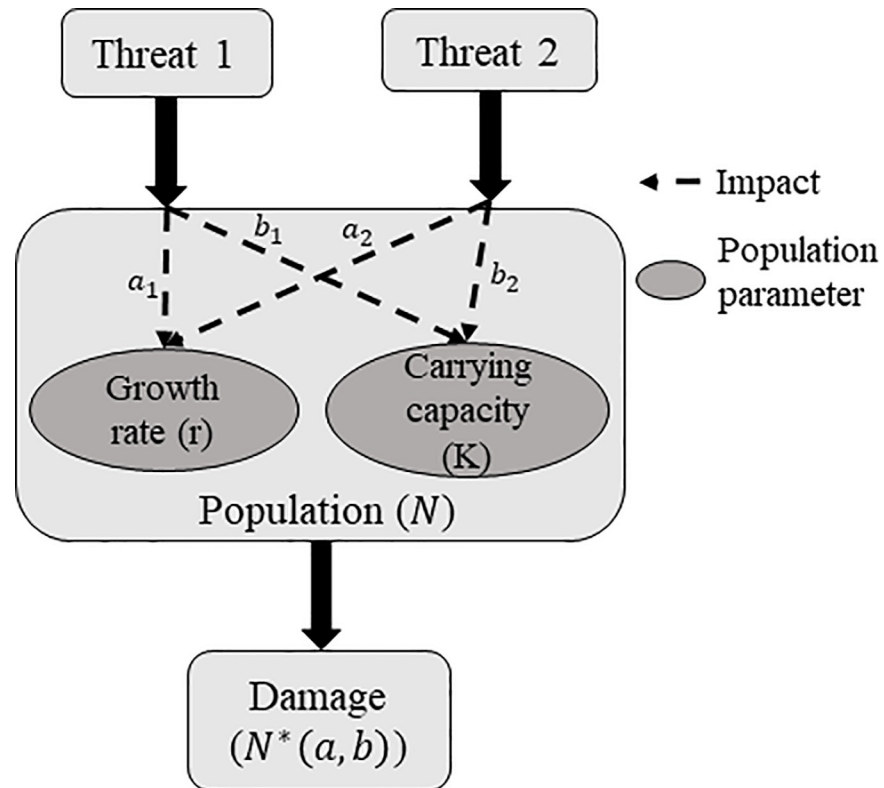 Threat 1
Threat 2
Impact
Population
parameter
b₁
a₂
a₁
b₂
Growth
rate (r)
Carrying
capacity
(K)
Population (N)
Damage
(N*(a, b))